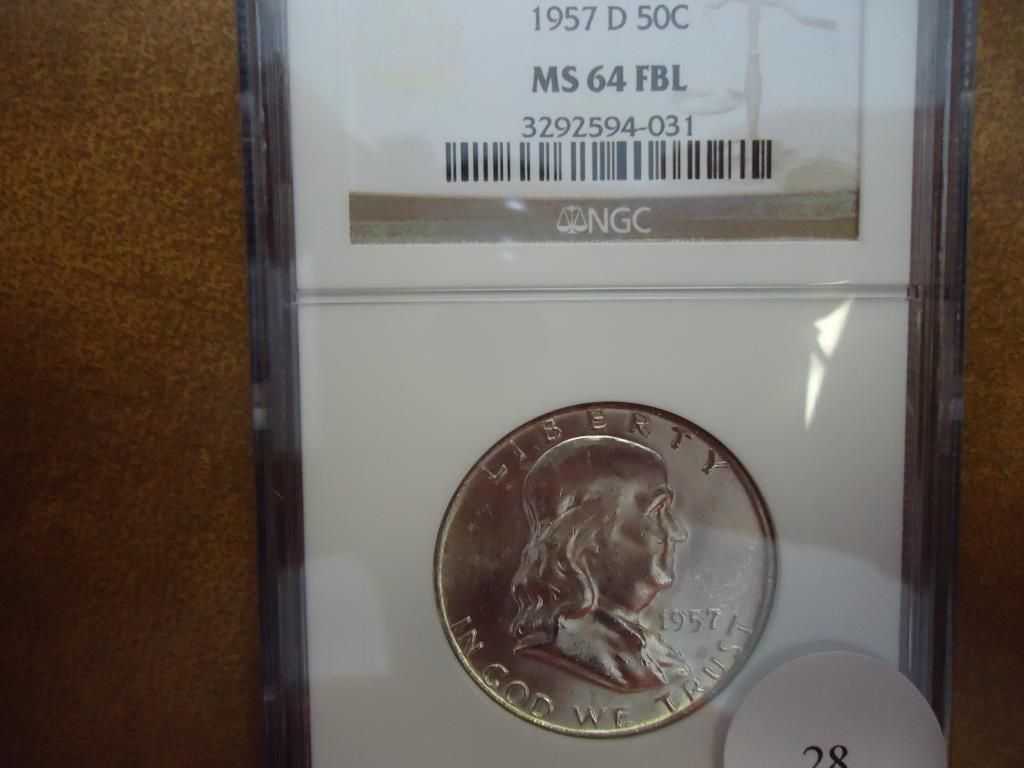 1957 D 50C
MS 64 FBL
3292594-031
NGC
LIBERTY
1957
IN GOD WE TRUST
28